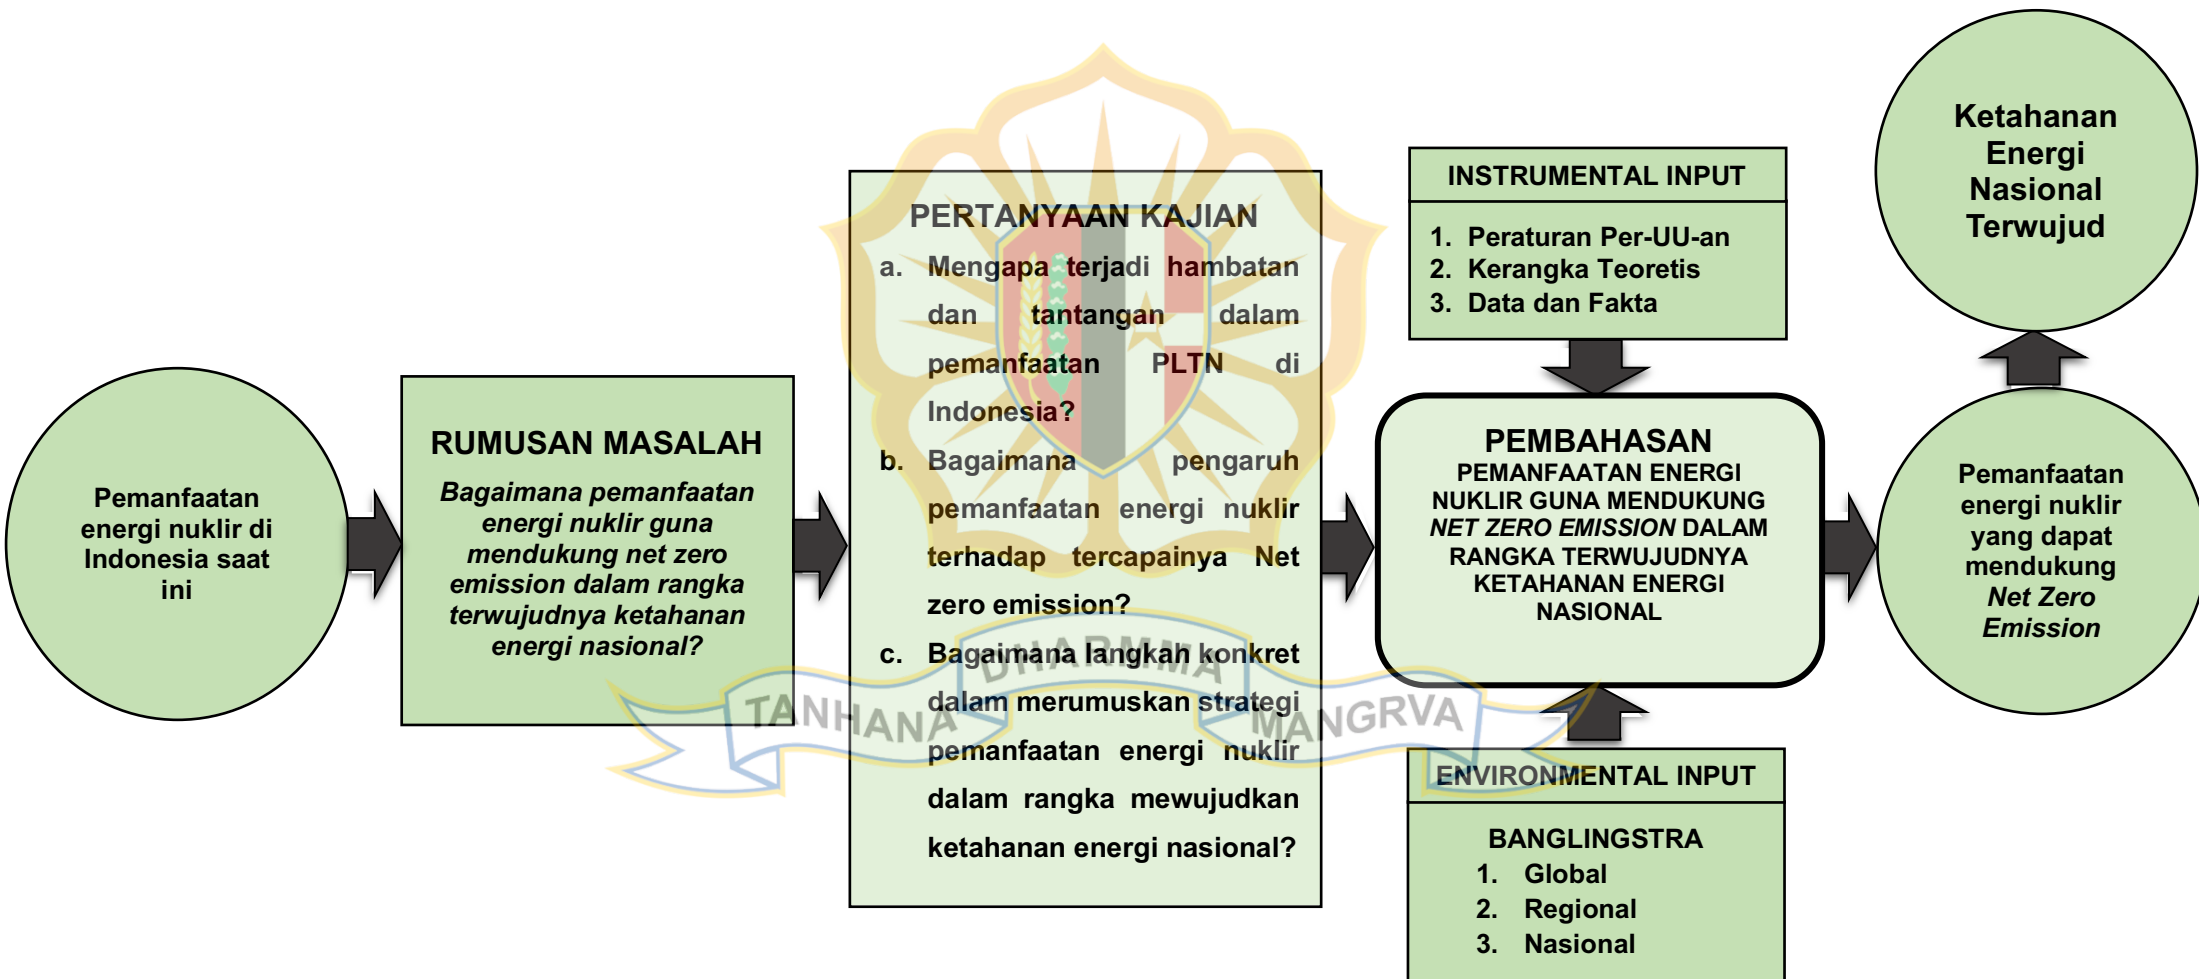 Pemanfaatan
energi nuklir di
Indonesia saat
ini
RUMUSAN MASALAH
Bagaimana pemanfaatan
energi nuklir guna
mendukung net zero
emission dalam rangka
terwujudnya ketahanan
energi nasional?
PERTANYAAN KAJIAN
a. Mengapa terjadi hambatan
dan tantangan dalam
pemanfaatan PLTN di
Indonesia?
b. Bagaimana pengaruh
pemanfaatan energi nuklir
terhadap tercapainya Net
zero emission?
c. Bagaimana langkah konkret
dalam merumuskan strategi
pemanfaatan energi nuklir
dalam rangka mewujudkan
ketahanan energi nasional?
TANHANA DHARMMA MANGRVA
INSTRUMENTAL INPUT
1. Peraturan Per-UU-an
2. Kerangka Teoretis
3. Data dan Fakta
PEMBAHASAN
PEMANFAATAN ENERGI
NUKLIR GUNA MENDUKUNG
NET ZERO EMISSION DALAM
RANGKA TERWUJUDNYA
KETAHANAN ENERGI
NASIONAL
ENVIRONMENTAL INPUT
BANGLINGSTRA
1. Global
2. Regional
3. Nasional
Pemanfaatan
energi nuklir
yang dapat
mendukung
Net Zero
Emission
Ketahanan
Energi
Nasional
Terwujud